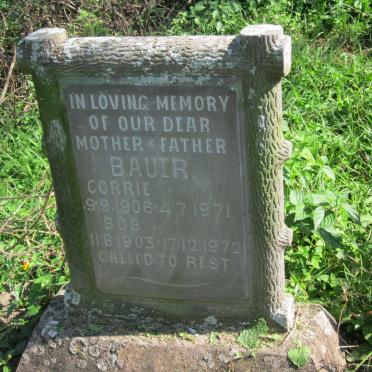 IN LOVING MEMORY
OF OUR DEAR
MOTHER & FATHER
BAUER
CORRIE
9.9.1906 4.7.1971
BOB
11.8.1903 17.12.1972
CALLED TO REST